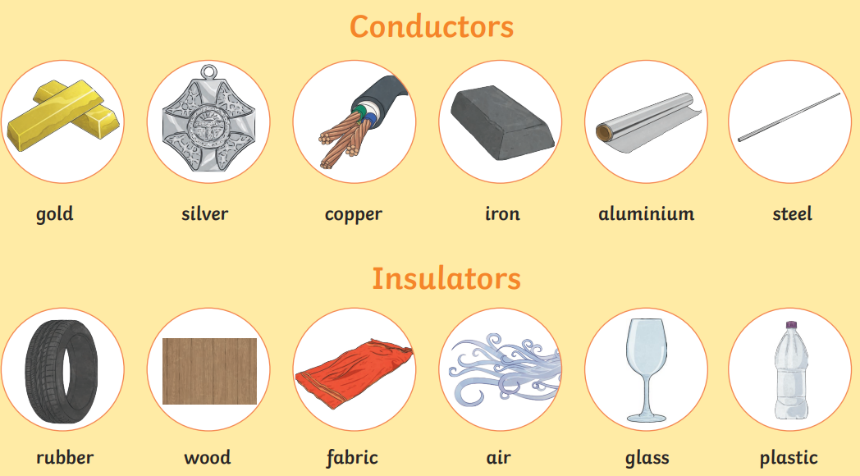 Conductors
gold silver copper iron aluminium steel
Insulators
rubber wood fabric air glass plastic